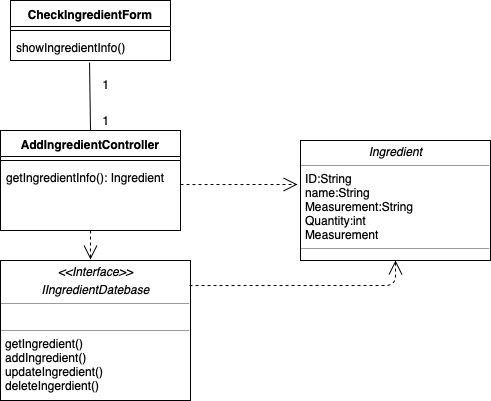 CheckIngredientForm
showIngredientInfo()
1
1
AddIngredientController
getIngredientInfo(): Ingredient
Ingredient
ID:String
name:String
Measurement:String
Quantity:int
Measurement
<<Interface>>
IIngredientDatebase
getIngredient()
addIngredient()
updateIngredient()
deleteIngerdient()